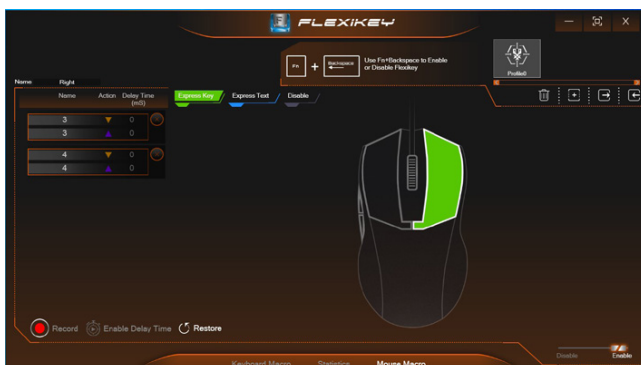 FLEXIKEY
Fn + Backspace
Use Fn+Backspace to Enable
or Disable Flexikey
Profile0
Name Right
Name Action Delay Time
(mS)
Express Key Express Text Disable
3 0
3 0
4 0
4 0
Record Enable Delay Time Restore
Disable Enable
Keyboard Macro Statistics Mouse Macro